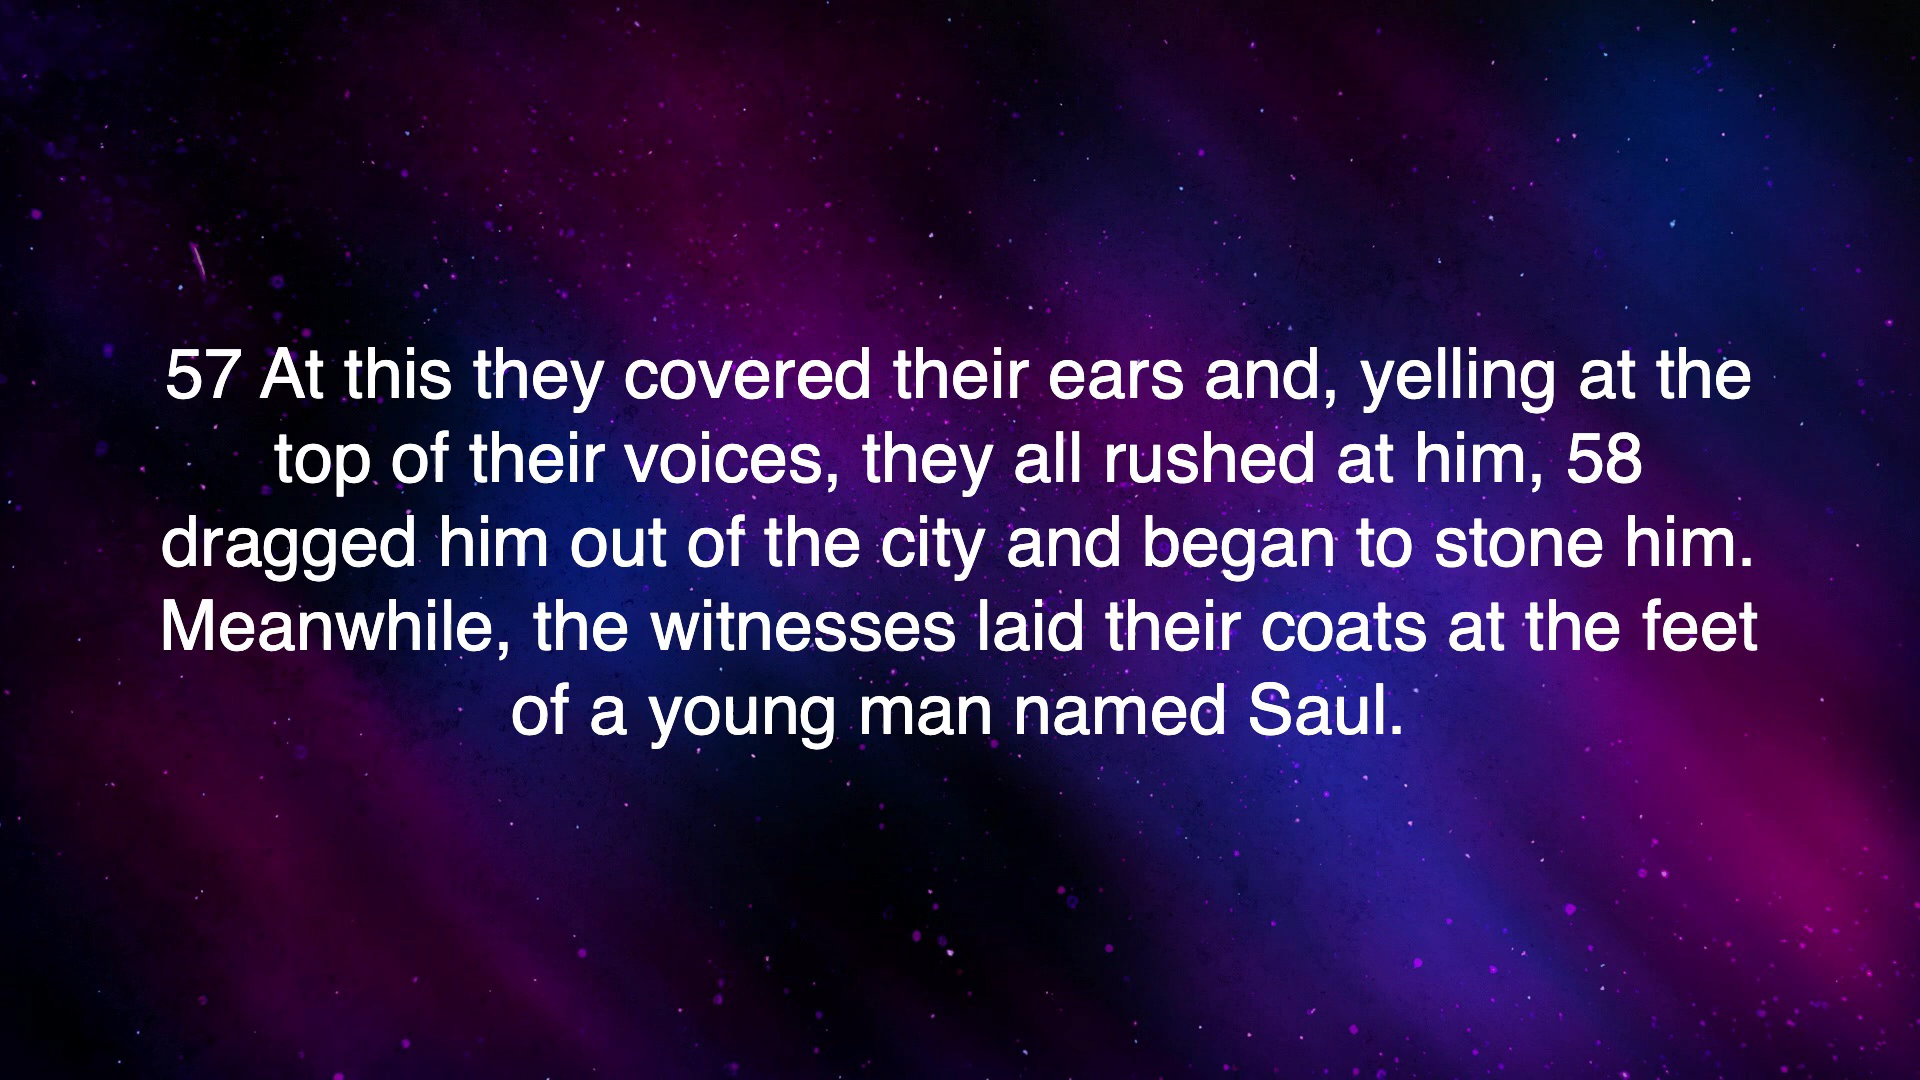 57 At this they covered their ears and, yelling at the
top of their voices, they all rushed at him, 58
dragged him out of the city and began to stone him.
Meanwhile, the witnesses laid their coats at the feet
of a young man named Saul.